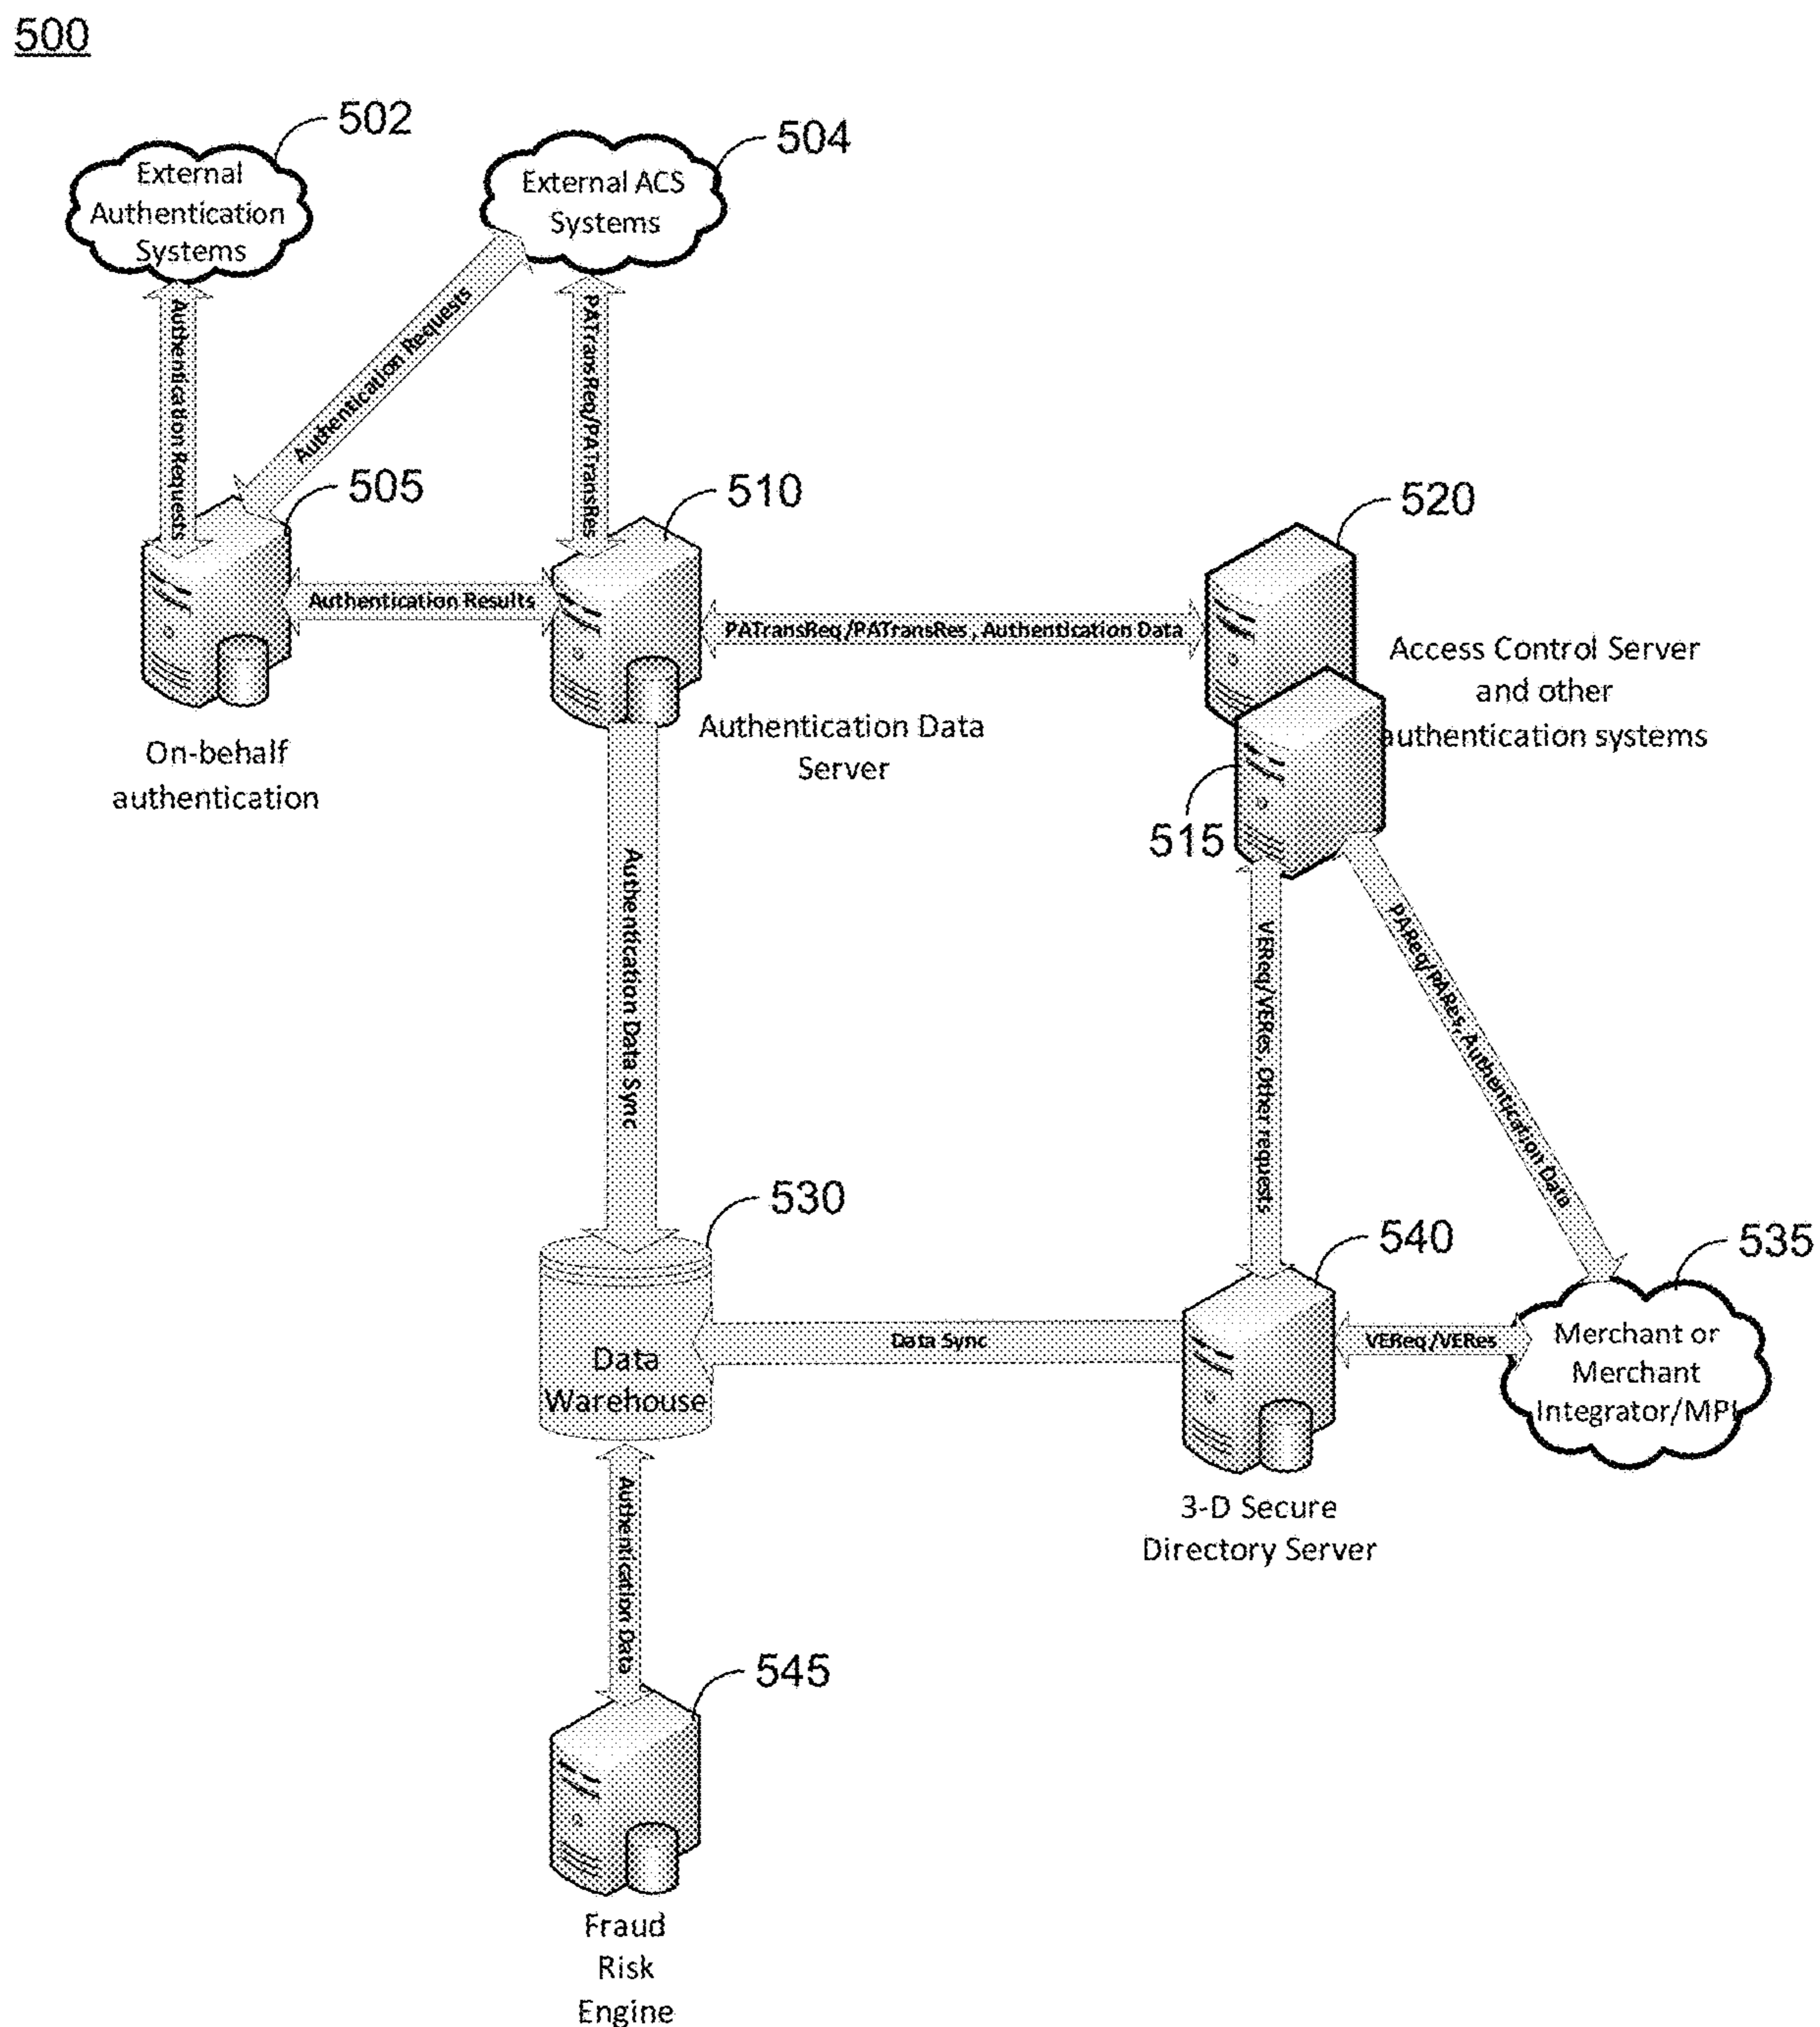 500
502
504
External
Authentication
Systems
External ACS
Systems
Authentication Requests
Authentication Requests
PATransReq/PATransRes
505
510
520
Authentication Results
PATransReq/PATransRes, Authentication Data
Access Control Server
and other
authentication systems
Authentication Data
Server
On-behalf
authentication
515
Authentication Data Sync
VEReq/VERes, Other requests
PAReq/PARes, Authentication Data
530
540
535
Data Sync
VEReq/VERes
Merchant or
Merchant
Integrator/MPI
Data
Warehouse
3-D Secure
Directory Server
Authentication Data
545
Fraud
Risk
Engine